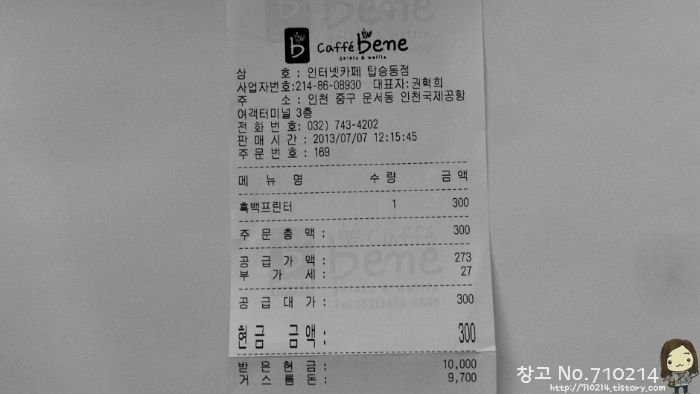 b Caffé bene
gelato & waffle
상 호 : 인터넷카페 탑승동점
사업자번호:214-86-08930 대표자:권혁희
주 소 : 인천 중구 운서동 인천국제공황
여객터미널 3층
전 화 번 호: 032) 743-4202
판 매 시 간 : 2013/07/07 12:15:45
주 문 번 호 : 169
메 뉴 명 수 량 금 액
흑백프린터 1 300
주 문 총 액 : 300
공 급 가 액 : 273
부 가 세 : 27
공 급 대 가 : 300
현금 금액 : 300
받 은 현 금 : 10,000
거 스 름 돈 : 9,700
bene
Tel:(02)3438-6850
창고 No.710214
http://710214.tistory.com/